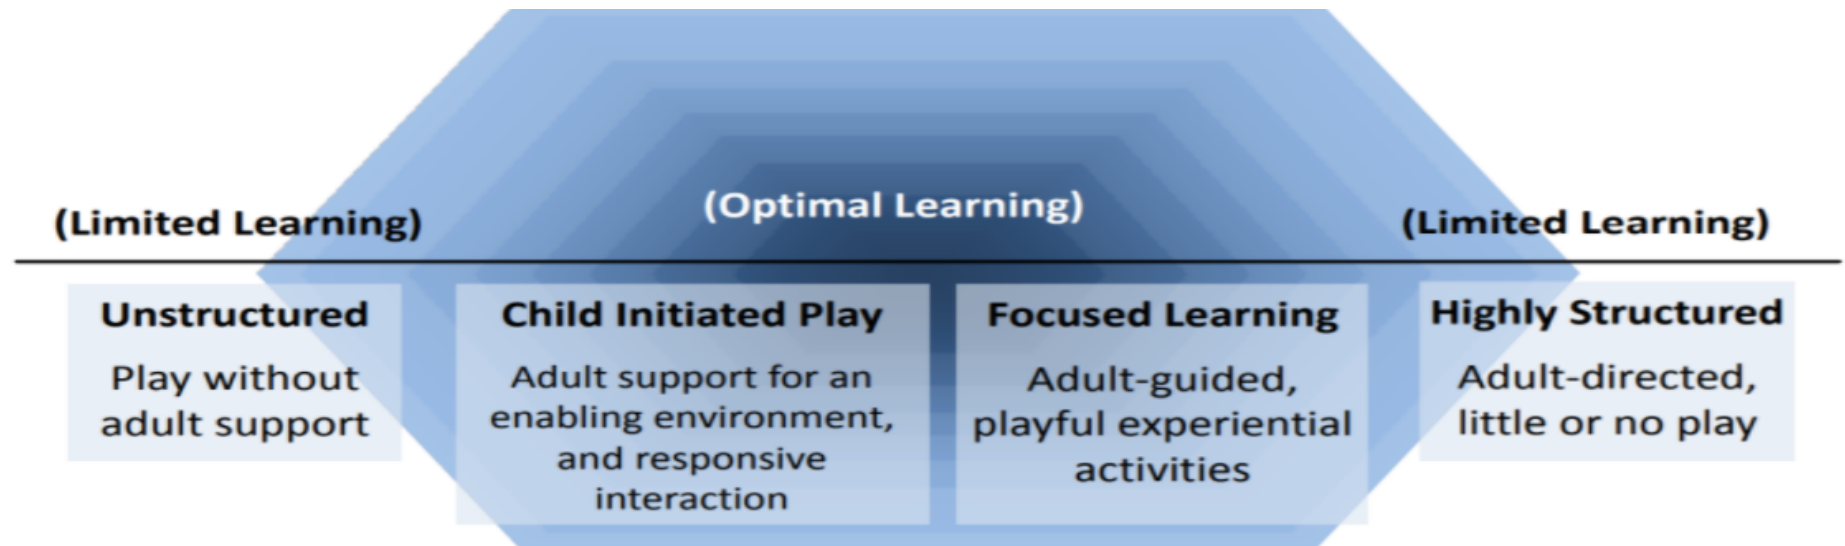 (Limited Learning)
(Optimal Learning)
(Limited Learning)
Unstructured
Play without
adult support
Child Initiated Play
Adult support for an
enabling environment,
and responsive
interaction
Focused Learning
Adult-guided,
playful experiential
activities
Highly Structured
Adult-directed,
little or no play